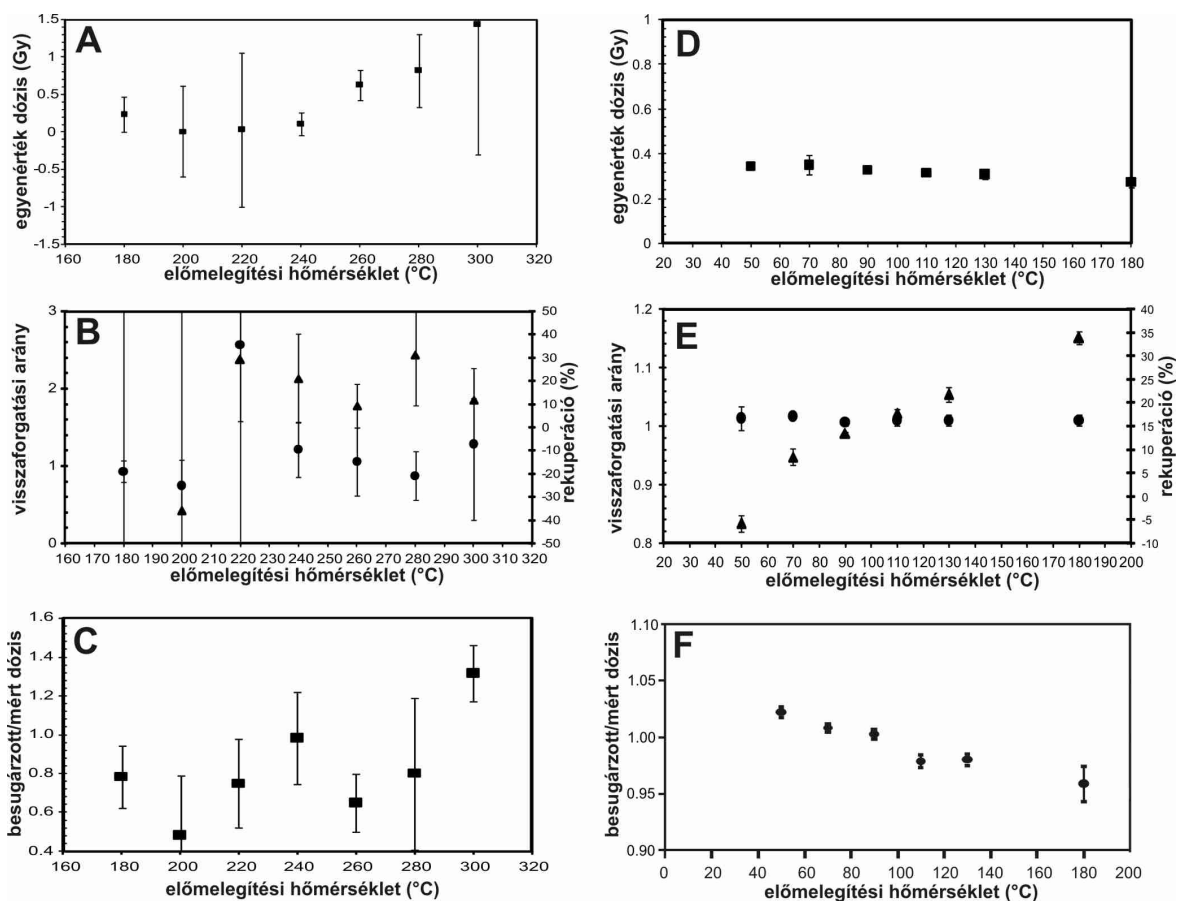 A
egyenérték dózis (Gy)
1.5
1
0.5
0
-0.5
-1
-1.5
160 180 200 220 240 260 280 300 320
előmelegítési hőmérséklet (°C)
D
egyenérték dózis (Gy)
1
0.8
0.6
0.4
0.2
0
20 30 40 50 60 70 80 90 100 110 120 130 140 150 160 170 180
előmelegítési hőmérséklet (°C)
B
visszaforgatási arány
3
2
1
0
50
40
30
20
10
0
-10
-20
-30
-40
-50
rekuperáció (%)
160 170 180 190 200 210 220 230 240 250 260 270 280 290 300 310 320
előmelegítési hőmérséklet (°C)
E
visszaforgatási arány
1.2
1.1
1
0.9
0.8
40
35
30
25
20
15
10
5
0
-5
-10
rekuperáció (%)
20 30 40 50 60 70 80 90 100 110 120 130 140 150 160 170 180 190 200
előmelegítési hőmérséklet (°C)
C
besugárzott/mért dózis
1.6
1.4
1.2
1.0
0.8
0.6
0.4
160 180 200 220 240 260 280 300 320
előmelegítési hőmérséklet (°C)
F
besugárzott/mért dózis
1.10
1.05
1.00
0.95
0.90
0 20 40 60 80 100 120 140 160 180 200
előmelegítési hőmérséklet (°C)